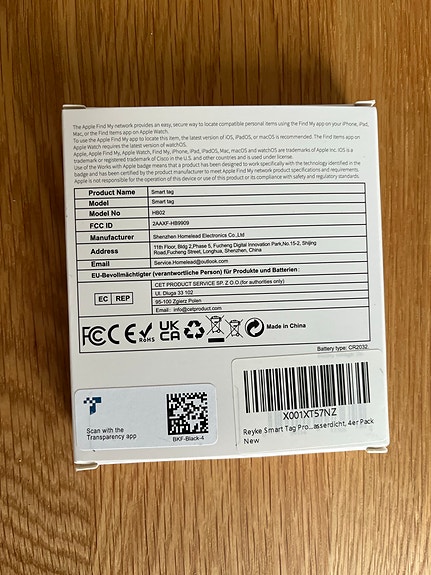 The Apple Find My network provides an easy, secure way to locate compatible personal items using the Find My app on your iPhone, iPad, Mac, or the Find Items app on Apple Watch.
To use the Apple Find My app to locate this item, the latest version of iOS, iPadOS, or macOS is recommended. The Find Items app on Apple Watch requires the latest version of watchOS.
Apple, Apple Find My, Apple Watch, Find My, iPhone, iPad, iPadOS, Mac, macOS and watchOS are trademarks of Apple Inc. IOS is a trademark or registered trademark of Cisco in the U.S. and other countries and is used under license.
Use of the Works with Apple badge means that a product has been designed to work specifically with the technology identified in the badge and has been certified by the product manufacturer to meet Apple Find My network product specifications and requirements. Apple is not responsible for the operation of this device or use of this product or its compliance with safety and regulatory standards.
Product Name Smart tag
Model Smart tag
Model No HB02
FCC ID 2AAXF-HB9909
Manufacturer Shenzhen Homelead Electronics Co.,Ltd
Address 11th Floor, Bldg 2,Phase 5, Fucheng Digital Innovation Park,No.15-2, Shijing
Road,Fucheng Street, Longhua, Shenzhen, China
Email Service.Homelead@outlook.com
EU-Bevollmächtigter (verantwortliche Person) für Produkte und Batterien:
EC REP
CET PRODUCT SERVICE SP. Z O.O.(for authorities only)
Ul. Dluga 33 102
95-100 Zgierz Polen
Email: info@cetproduct.com
FC CE RoHS UK CA Made in China
Battery type: CR2032
Scan with the
Transparency app
BKF-Black-4
X001XT57NZ
Reyke Smart Tag Pro...asserdicht, 4er Pack
New